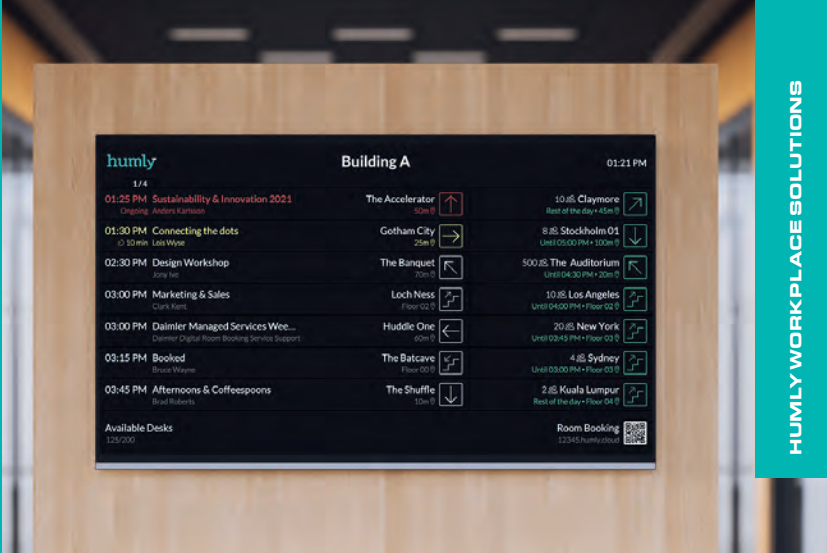 humly
Building A
01:21 PM
1/4
01:25 PM Sustainability & Innovation 2021 The Accelerator 10 Claymore
Ongoing Anders Karlsson 50m Rest of the day • 45m
01:30 PM Connecting the dots Gotham City 8 Stockholm 01
10 min Leis Wyse 25m Until 05:00 PM • 100m
02:30 PM Design Workshop The Banquet 500 The Auditorium
Jony Ive 70m Until 04:30 PM • 20m
03:00 PM Marketing & Sales Loch Ness 10 Los Angeles
Clark Kent Floor 02 Until 04:00 PM • Floor 02
03:00 PM Daimler Managed Services Wee... Huddle One 20 New York
Daimler Digital Room Booking Service Support 60m Until 03:45 PM • Floor 03
03:15 PM Booked The Batcave 4 Sydney
Bruce Wayne Floor 00 Until 03:00 PM • Floor 03
03:45 PM Afternoons & Coffeespoons The Shuffle 2 Kuala Lumpur
Brad Roberts 10m Rest of the day • Floor 04
Available Desks Room Booking
125/200 12345.humly.cloud
HUMLY WORKPLACE SOLUTIONS